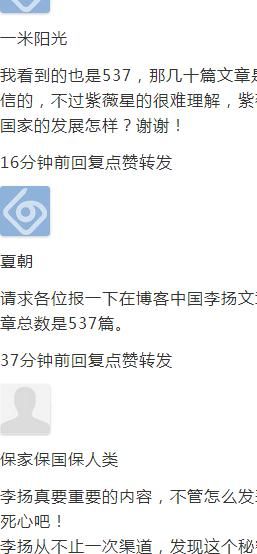 一米阳光
我看到的也是537，那几十篇文章是
信的，不过紫薇星的很难理解，紫
国家的发展怎样？谢谢！
16分钟前回复点赞转发
夏朝
请求各位报一下在博客中国李扬文
章总数是537篇。
37分钟前回复点赞转发
保家保国保人类
李扬真要重要的内容，不管怎么发
死心吧！
李扬从不止一次渠道，发现这个秘